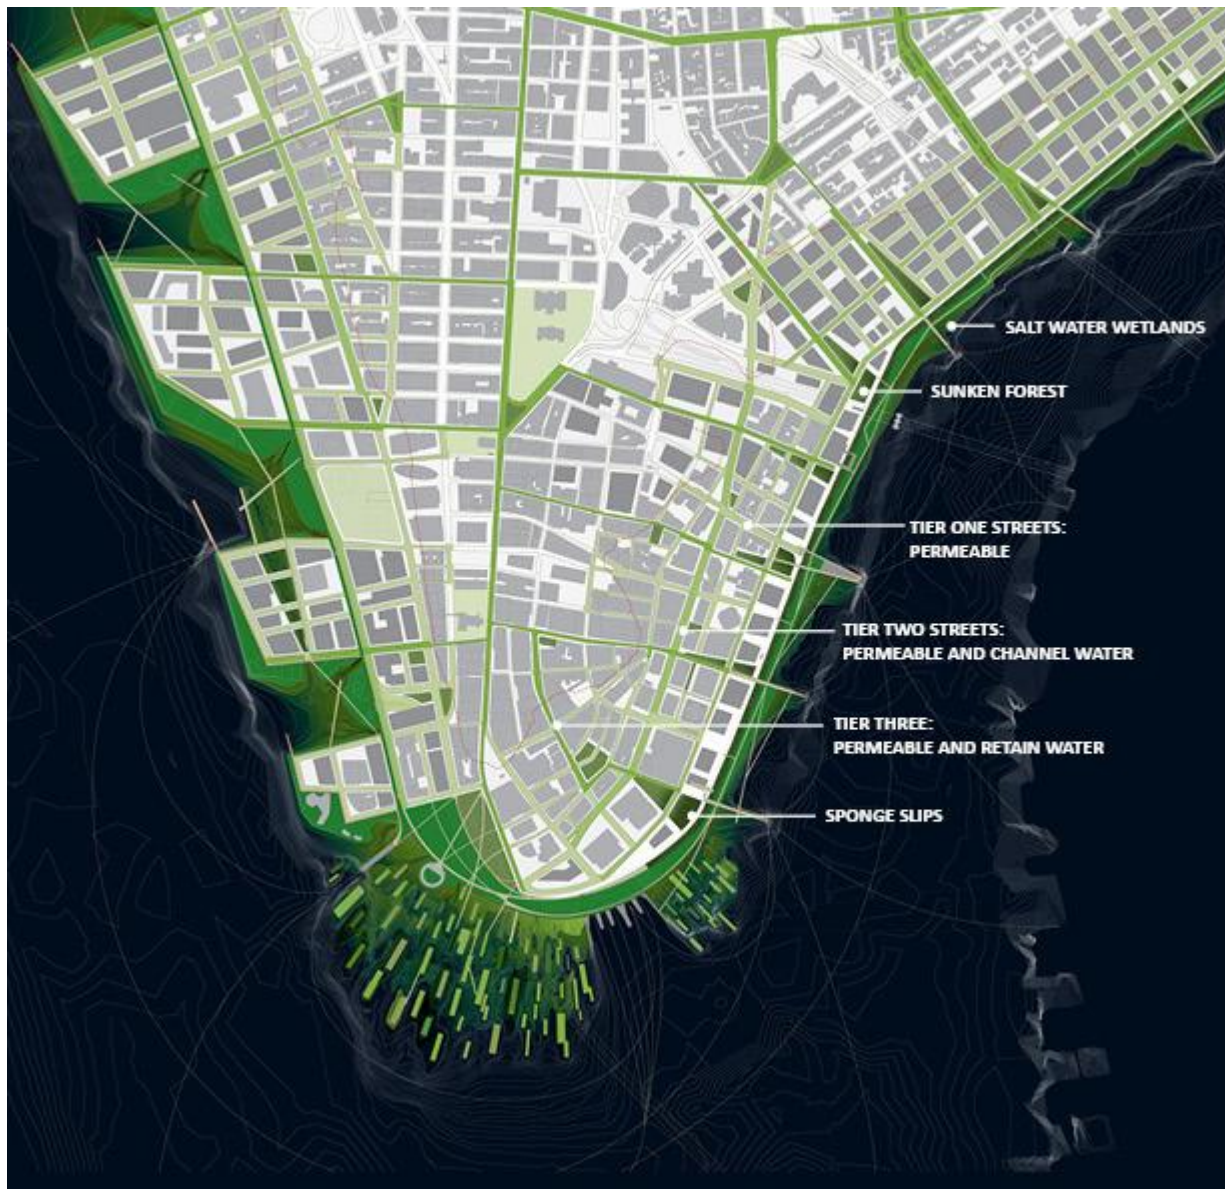 SALT WATER WETLANDS
SUNKEN FOREST
TIER ONE STREETS:
PERMEABLE
TIER TWO STREETS:
PERMEABLE AND CHANNEL WATER
TIER THREE:
PERMEABLE AND RETAIN WATER
SPONGE SLIPS